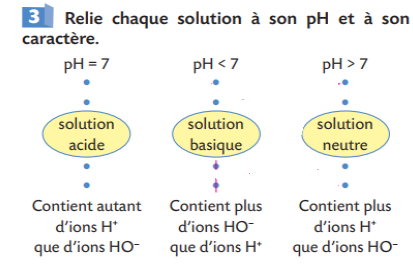 3 Relie chaque solution à son pH et à son
caractère.
pH = 7 pH < 7 pH > 7
solution acide
solution basique
solution neutre
Contient autant
d'ions H⁺
que d'ions HO⁻
Contient plus
d'ions HO⁻
que d'ions H⁺
Contient plus
d'ions H⁺
que d'ions HO⁻